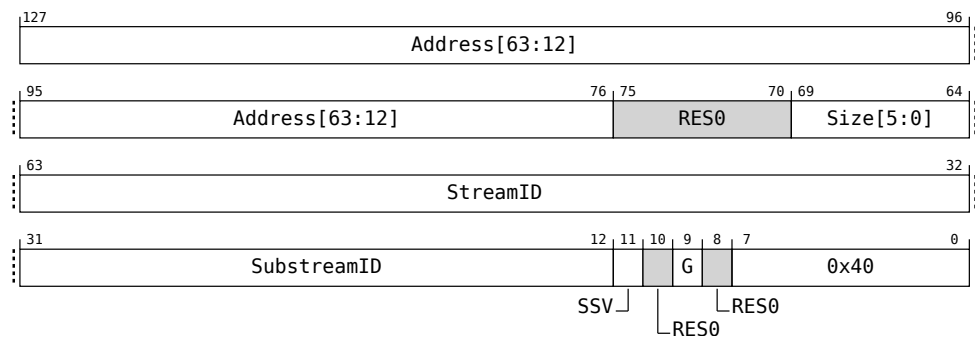 127 96
Address[63:12]
95 76 75 70 69 64
Address[63:12] RES0 Size[5:0]
63 32
StreamID
31 12 11 10 9 8 7 0
SubstreamID G 0x40
SSV RES0
RES0